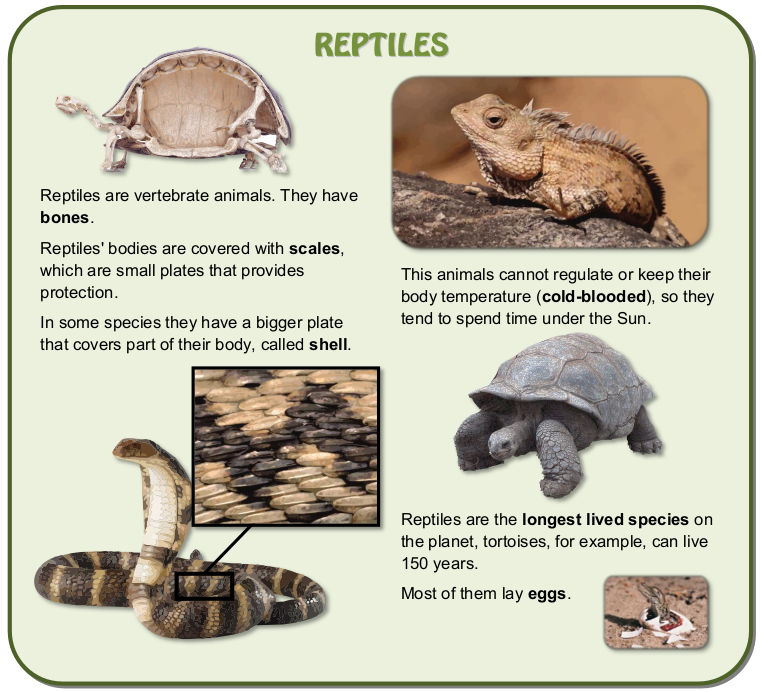 REPTILES
Reptiles are vertebrate animals. They have
bones.
Reptiles' bodies are covered with scales,
which are small plates that provides
protection.
In some species they have a bigger plate
that covers part of their body, called shell.
This animals cannot regulate or keep their
body temperature (cold-blooded), so they
tend to spend time under the Sun.
Reptiles are the longest lived species on
the planet, tortoises, for example, can live
150 years.
Most of them lay eggs.